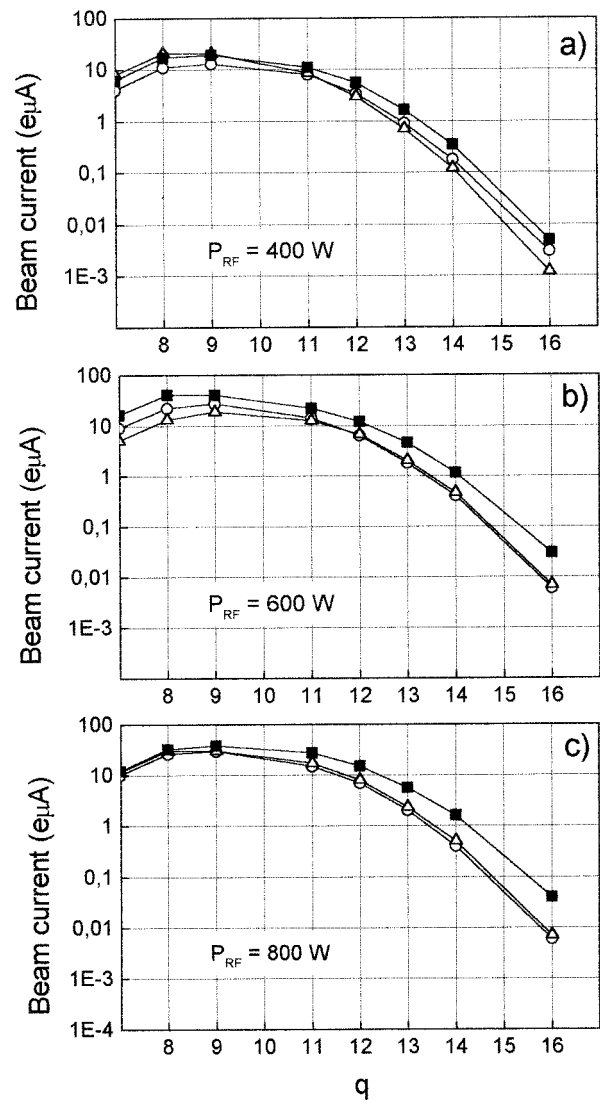 a)
100
10
1
0,1
0,01
1E-3
Beam current (eμA)
P_RF = 400 W
8 9 10 11 12 13 14 15 16
b)
100
10
1
0,1
0,01
1E-3
Beam current (eμA)
P_RF = 600 W
8 9 10 11 12 13 14 15 16
c)
100
10
1
0,1
0,01
1E-3
1E-4
Beam current (eμA)
P_RF = 800 W
8 9 10 11 12 13 14 15 16
q